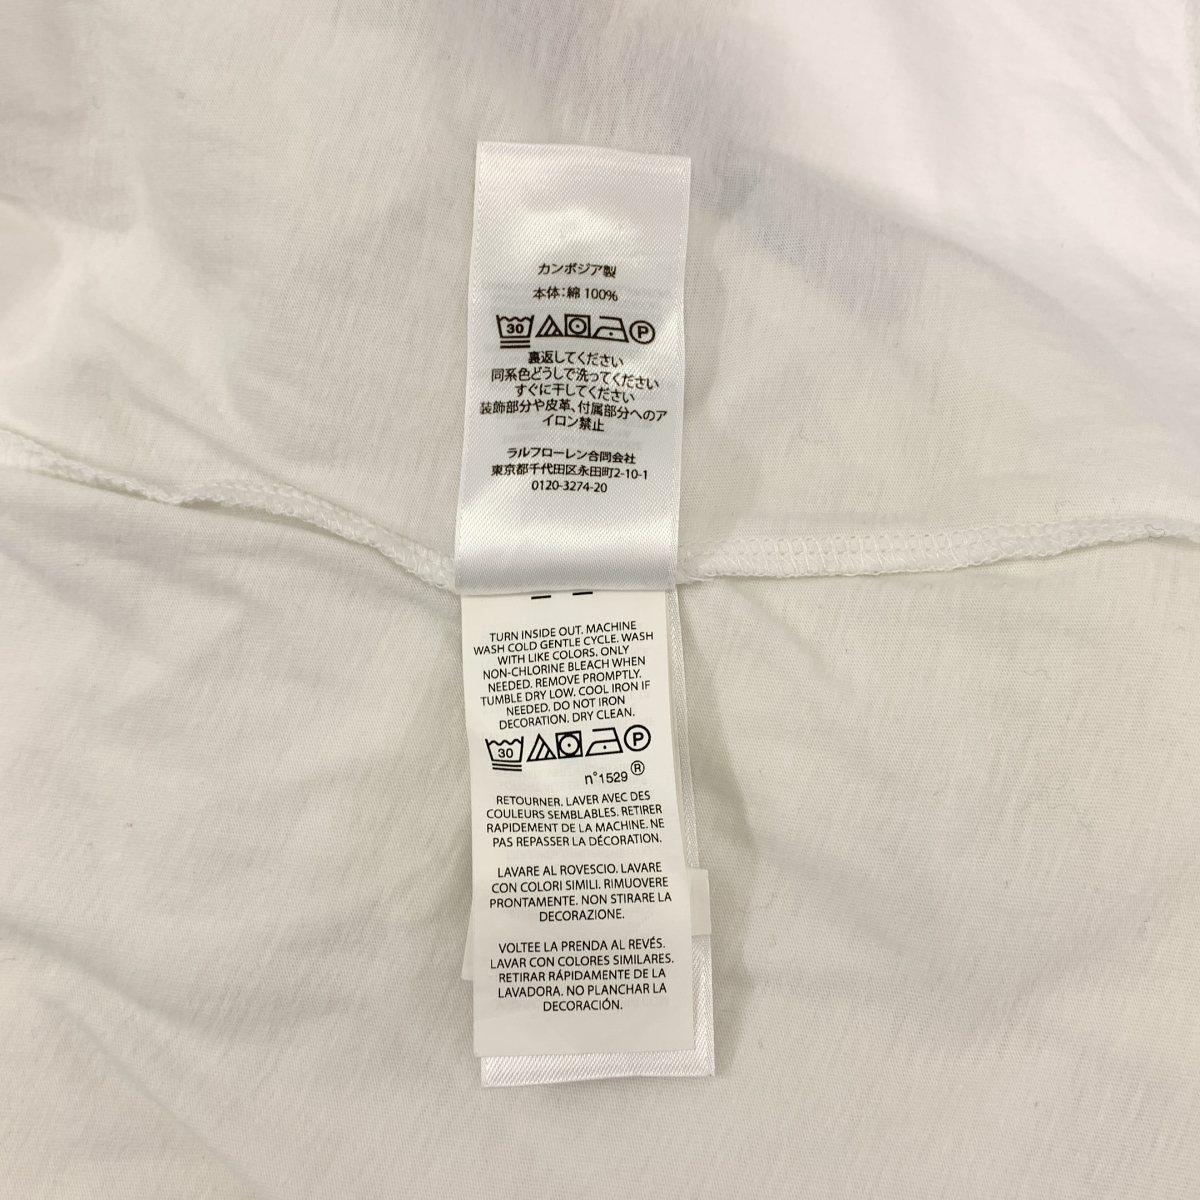 カンボジア製
本体:綿 100%
30 P
裏返してください
同系色どうしで洗ってください
すぐに干してください
装飾部分や皮革、付属部分へのア
イロン禁止
ラルフローレン合同会社
東京都千代田区永田町2-10-1
0120-3274-20
TURN INSIDE OUT. MACHINE
WASH COLD GENTLE CYCLE. WASH
WITH LIKE COLORS. ONLY
NON-CHLORINE BLEACH WHEN
NEEDED. REMOVE PROMPTLY.
TUMBLE DRY LOW. COOL IRON IF
NEEDED. DO NOT IRON
DECORATION. DRY CLEAN.
30 P
n°1529 ®
RETOURNER. LAVER AVEC DES
COULEURS SEMBLABLES. RETIRER
RAPIDEMENT DE LA MACHINE. NE
PAS REPASSER LA DÉCORATION.
LAVARE AL ROVESCIO. LAVARE
CON COLORI SIMILI. RIMUOVERE
PRONTAMENTE. NON STIRARE LA
DECORAZIONE.
VOLTEE LA PRENDA AL REVÉS.
LAVAR CON COLORES SIMILARES.
RETIRAR RÁPIDAMENTE DE LA
LAVADORA. NO PLANCHAR LA
DECORACIÓN.